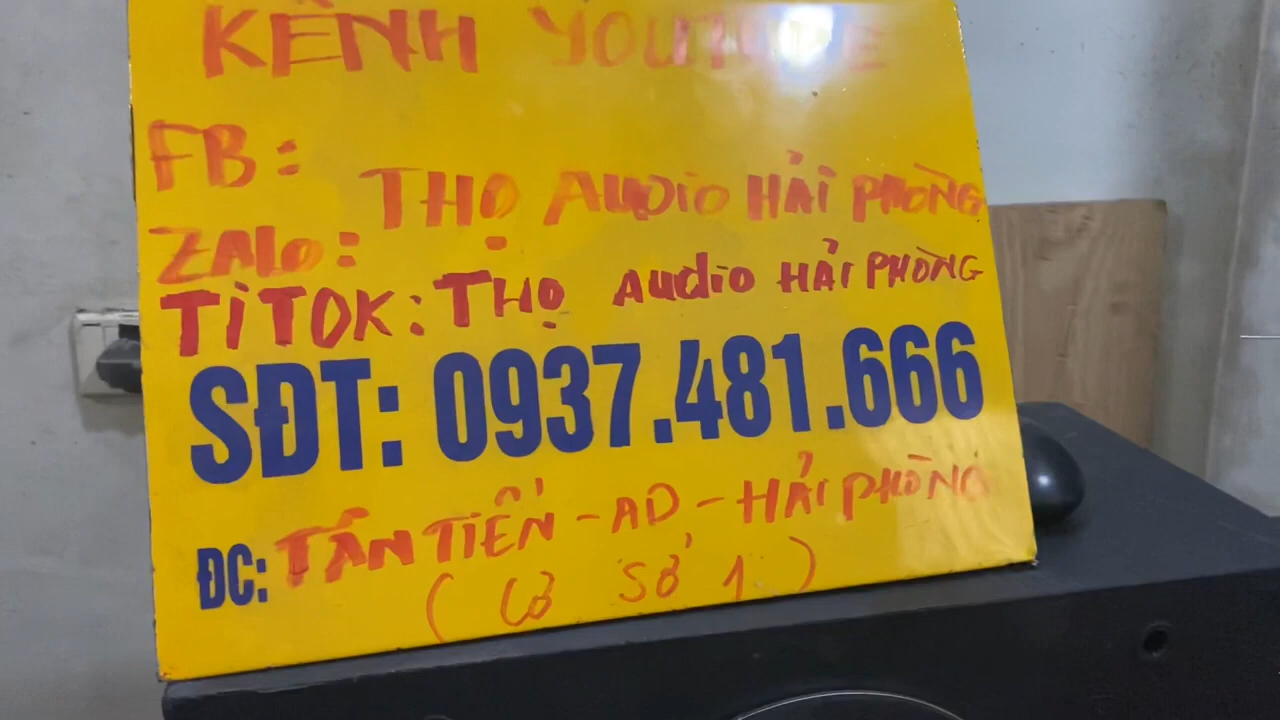 KÊNH YOUTUBE
FB:
THỌ AUDIO HẢI PHÒNG
ZALO:
TITOK: THỌ AUDIO HẢI PHÒNG
SĐT: 0937.481.666
ĐC: TÂN TIẾN - AD - HẢI PHÒNG
( CƠ SỞ 1 )